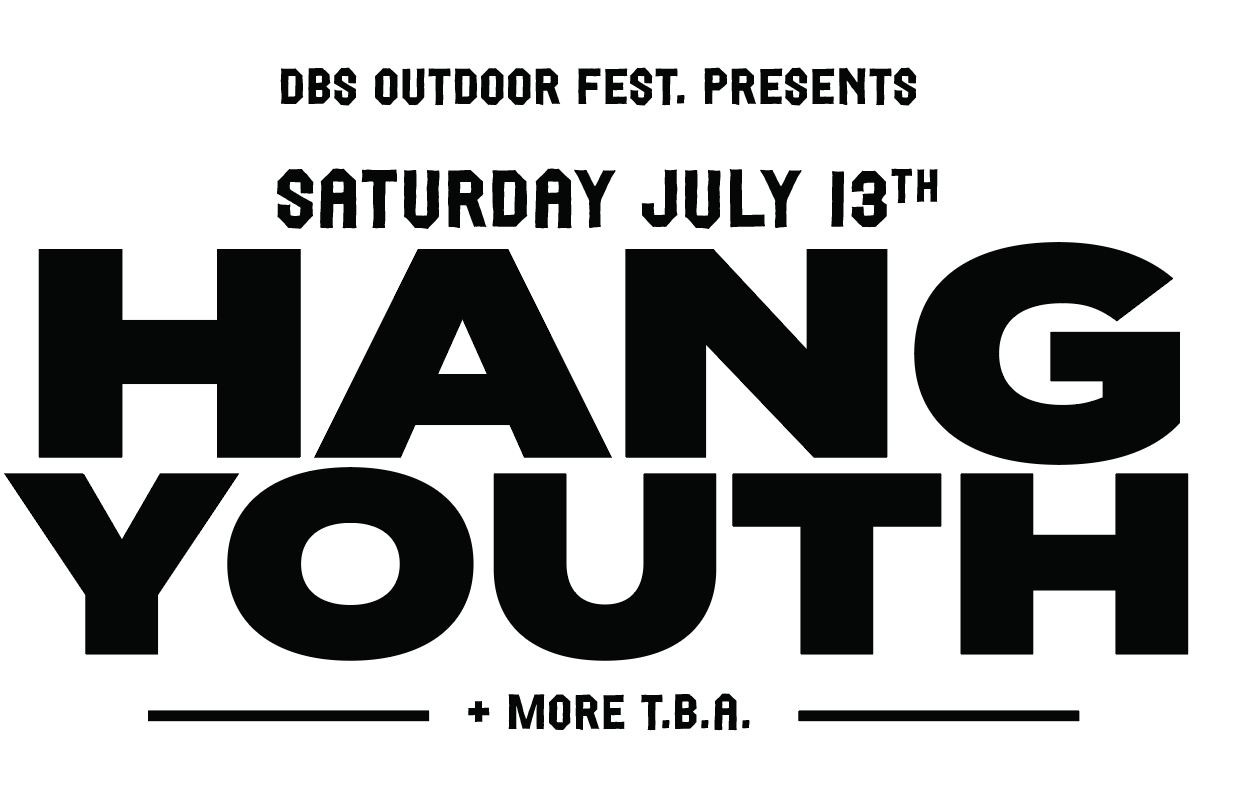 DBS OUTDOOR FEST. PRESENTS
SATURDAY JULY 13TH
HANG
YOUTH
+ MORE T.B.A.